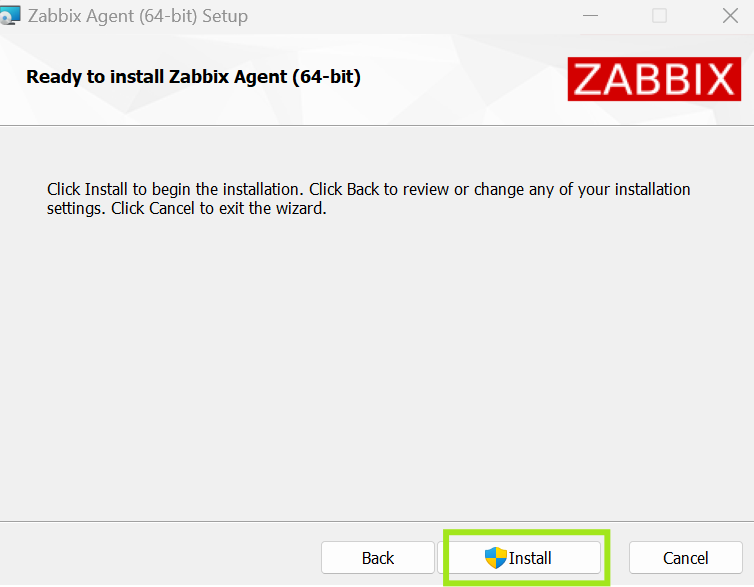 Zabbix Agent (64-bit) Setup
Ready to install Zabbix Agent (64-bit)
ZABBIX
Click Install to begin the installation. Click Back to review or change any of your installation
settings. Click Cancel to exit the wizard.
Back
Install
Cancel